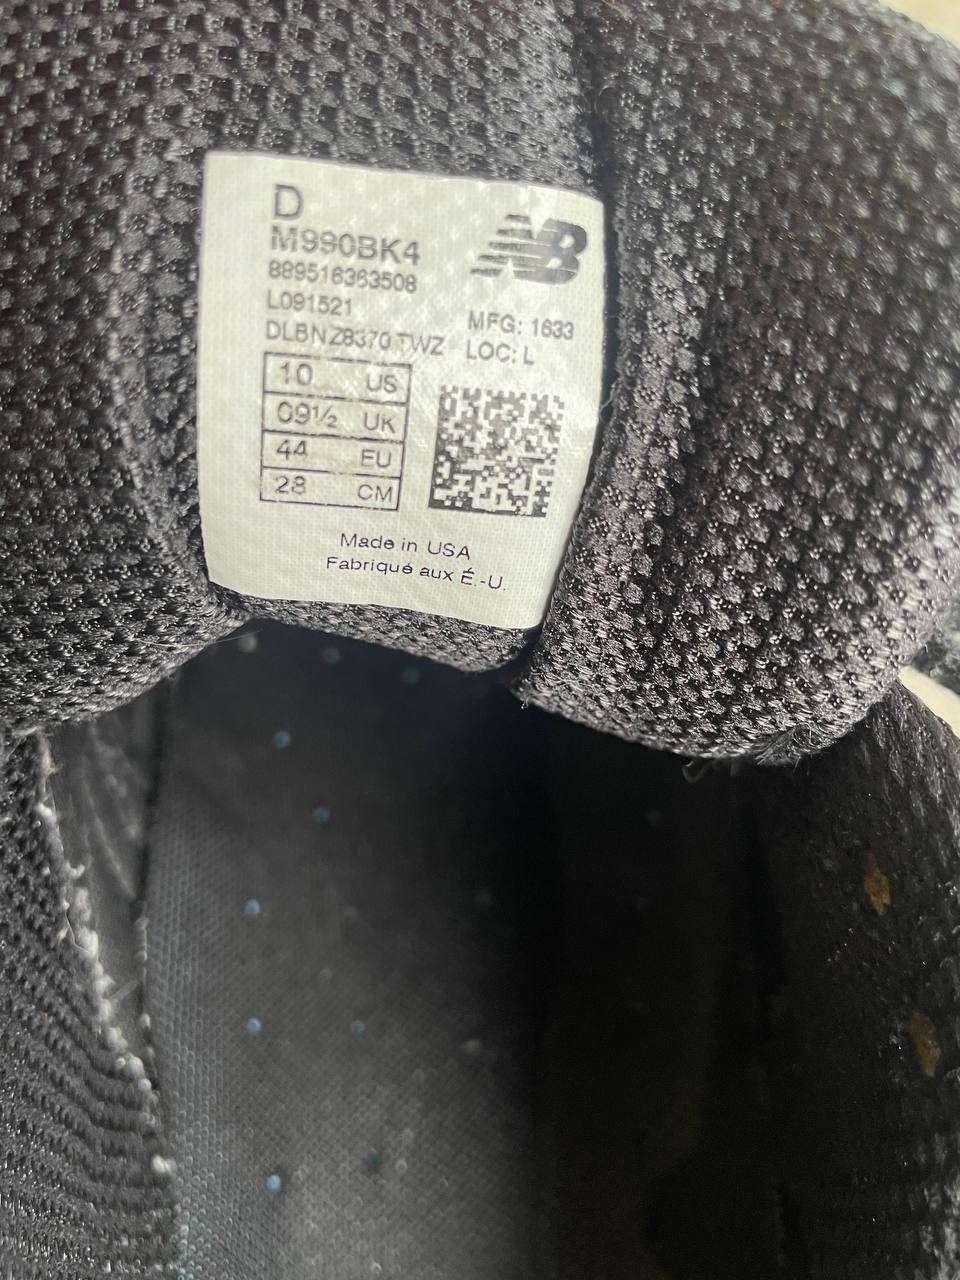 D
M990BK4
NB
889516363508
L091521
MFG: 1633
DLBNZ8370 TWZ
LOC: L
10 US
09½ UK
44 EU
28 CM
Made in USA
Fabriqué aux É.-U.